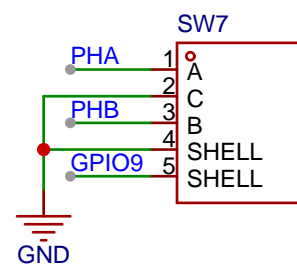 SW7
PHA 1 A
2 C
PHB 3 B
4 SHELL
GPIO9 5 SHELL
GND